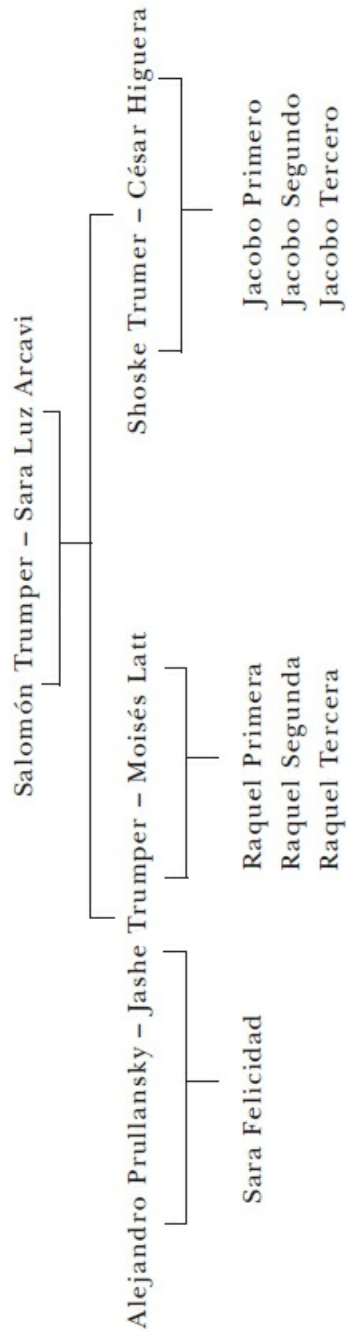 Salomón Trumper – Sara Luz Arcavi
Alejandro Prullansky – Jashe Trumper – Moisés Latt
Shoske Trumer – César Higuera
Sara Felicidad
Raquel Primera
Raquel Segunda
Raquel Tercera
Jacobo Primero
Jacobo Segundo
Jacobo Tercero